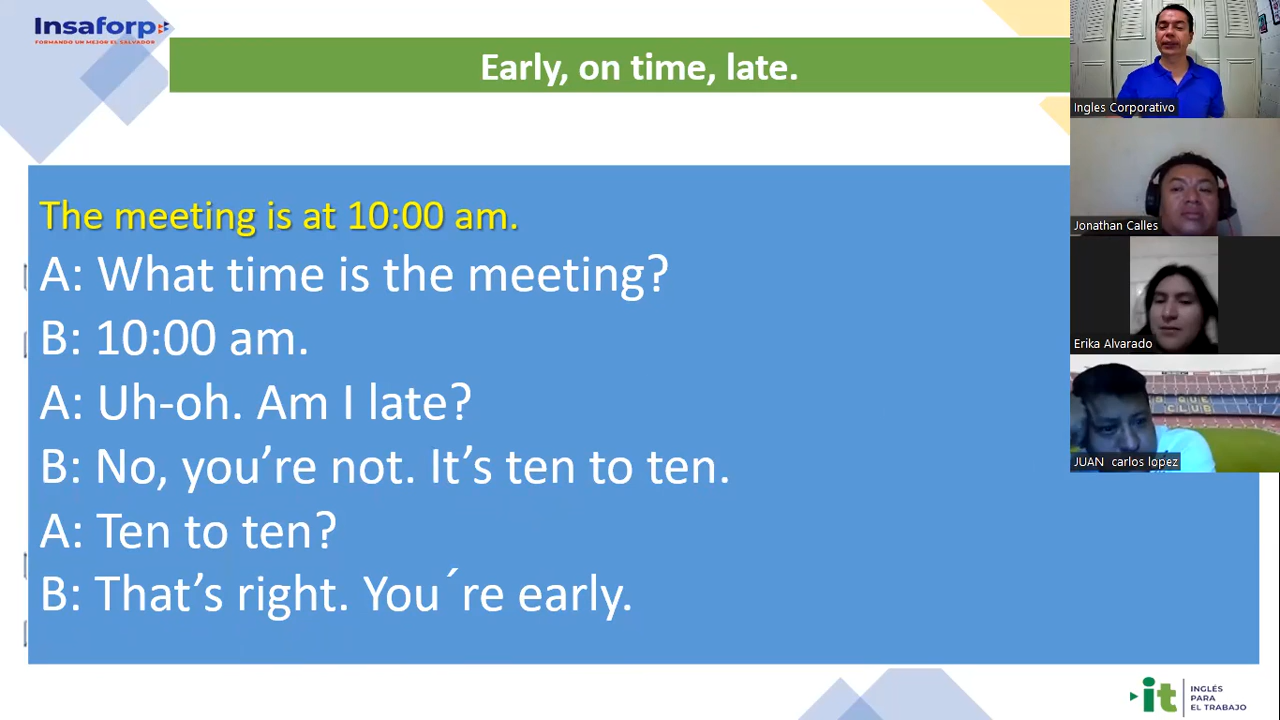 Insaforp
FORMANDO UN MEJOR EL SALVADOR
Early, on time, late.
The meeting is at 10:00 am.
A: What time is the meeting?
B: 10:00 am.
A: Uh-oh. Am I late?
B: No, you’re not. It’s ten to ten.
A: Ten to ten?
B: That’s right. You´re early.
Ingles Corporativo
Jonathan Calles
Erika Alvarado
JUAN carlos lopez
it
INGLÉS
PARA
EL TRABAJO